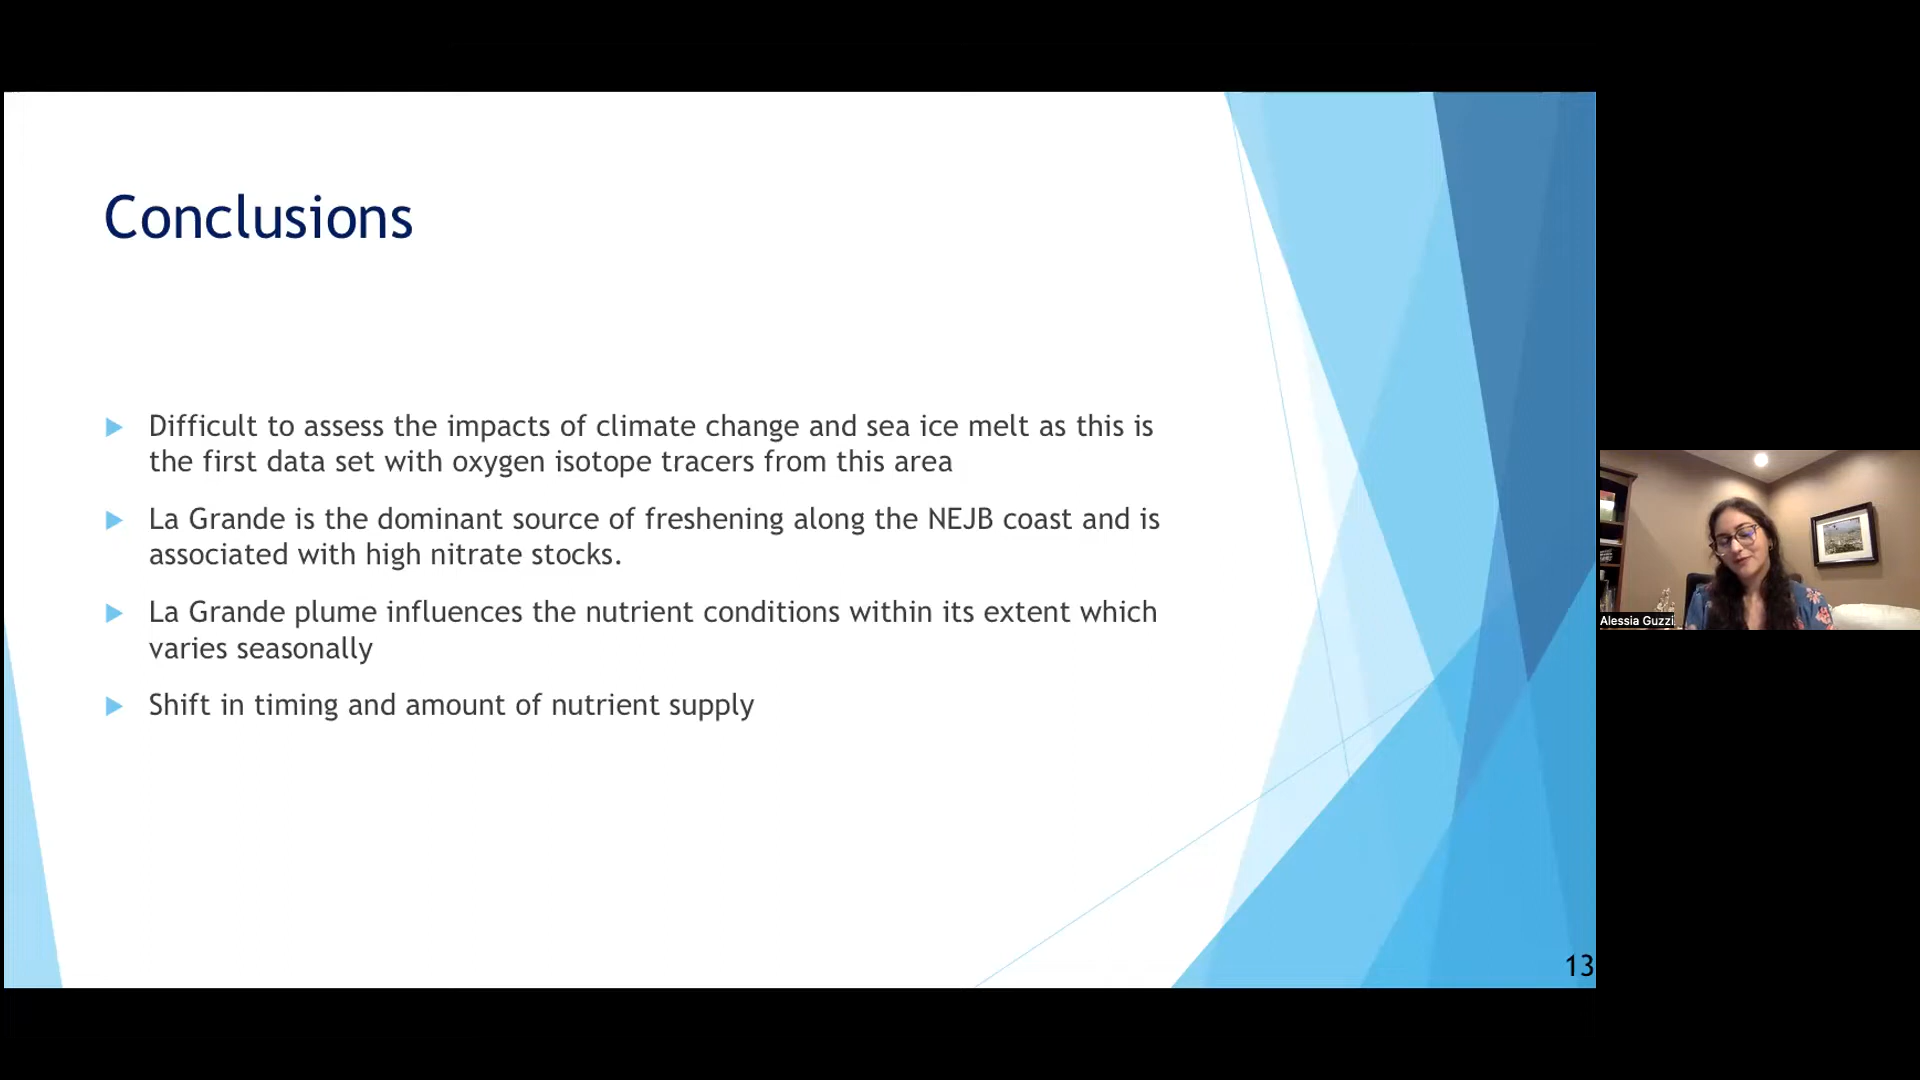 Conclusions
Difficult to assess the impacts of climate change and sea ice melt as this is
the first data set with oxygen isotope tracers from this area
La Grande is the dominant source of freshening along the NEJB coast and is
associated with high nitrate stocks.
La Grande plume influences the nutrient conditions within its extent which
varies seasonally
Shift in timing and amount of nutrient supply
13
Alessia Guzzi